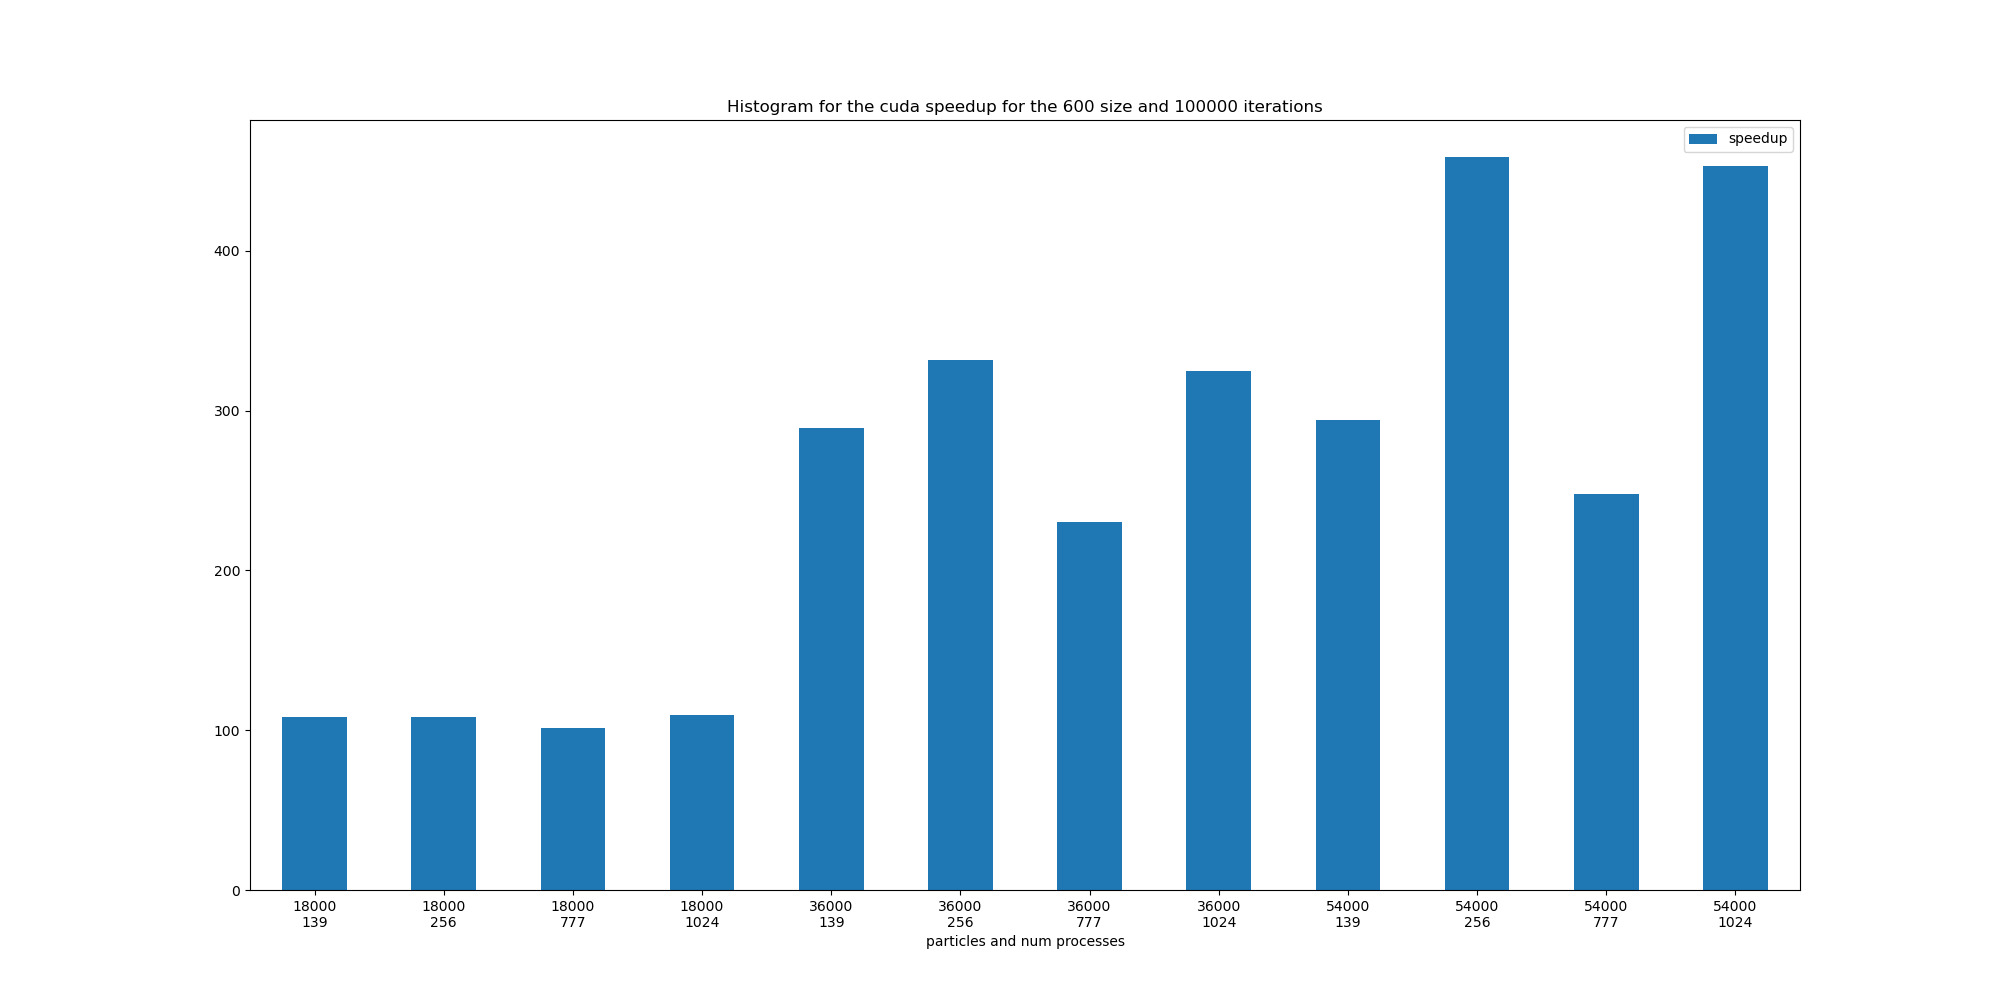 Histogram for the cuda speedup for the 600 size and 100000 iterations
speedup
400
300
200
100
0
18000 18000 18000 18000 36000 36000 36000 36000 54000 54000 54000 54000
139 256 777 1024 139 256 777 1024 139 256 777 1024
particles and num processes